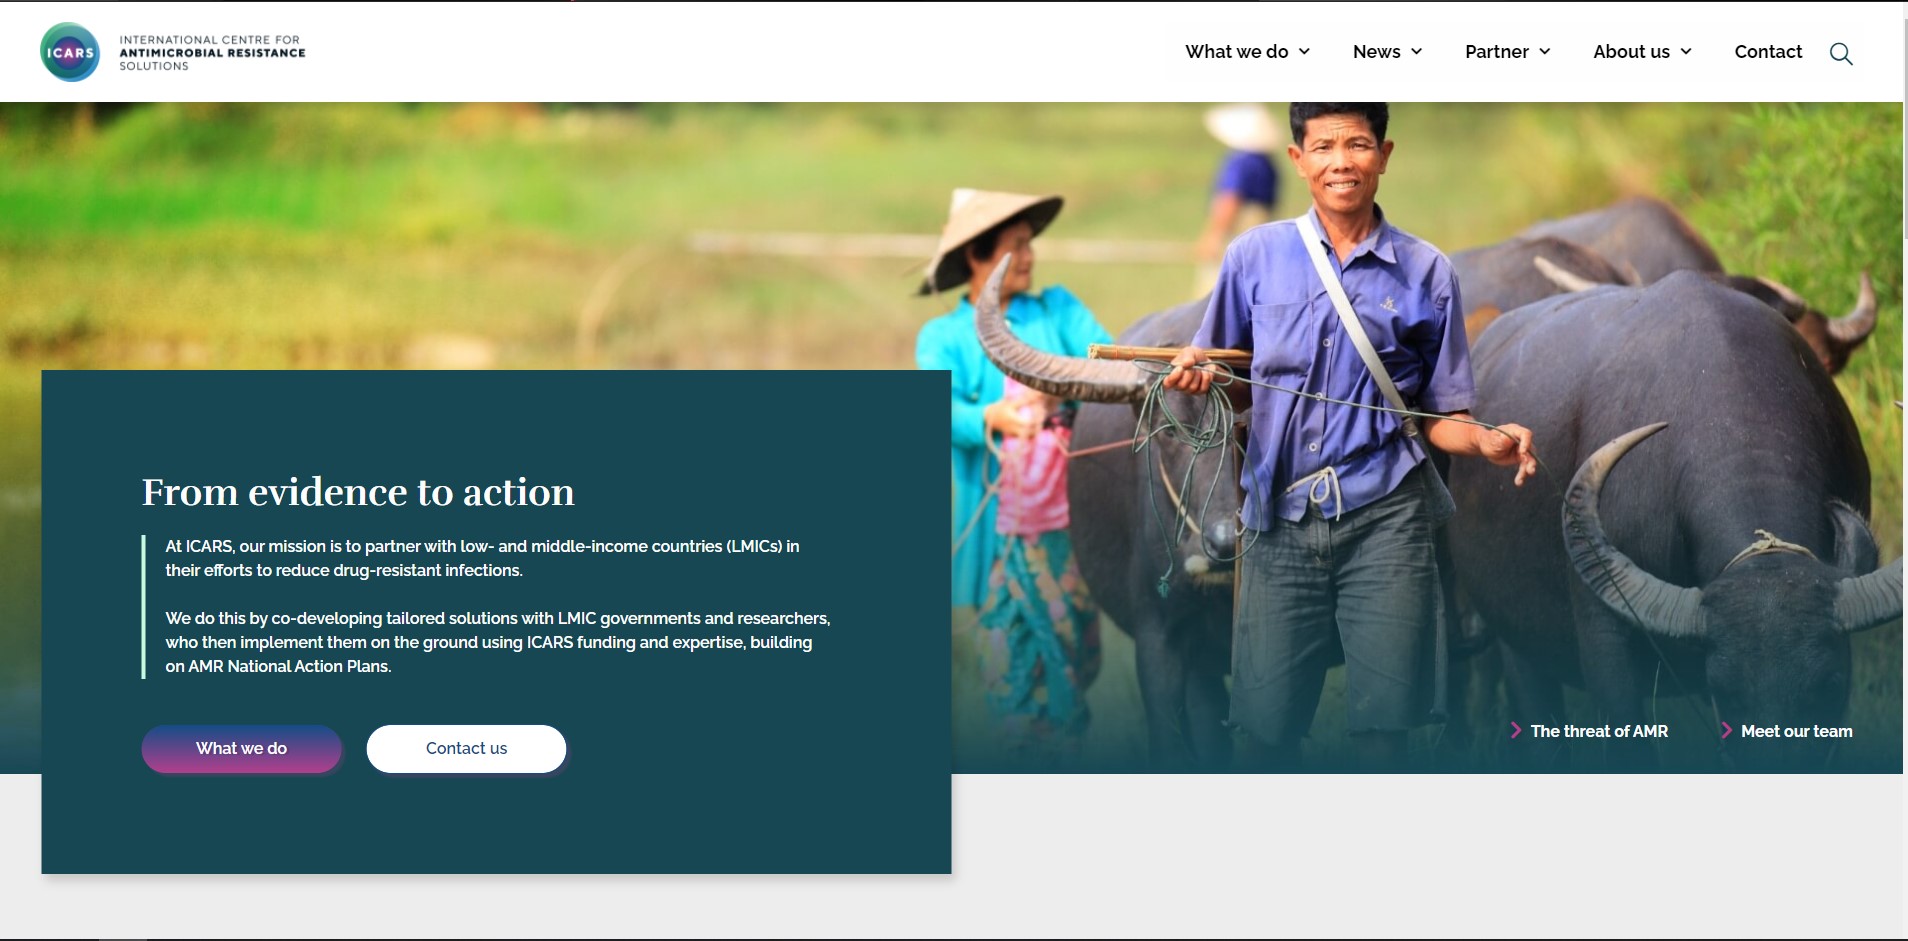 ICARS
INTERNATIONAL CENTRE FOR
ANTIMICROBIAL RESISTANCE
SOLUTIONS
What we do
News
Partner
About us
Contact
From evidence to action
At ICARS, our mission is to partner with low- and middle-income countries (LMICs) in
their efforts to reduce drug-resistant infections.
We do this by co-developing tailored solutions with LMIC governments and researchers,
who then implement them on the ground using ICARS funding and expertise, building
on AMR National Action Plans.
What we do
Contact us
The threat of AMR
Meet our team